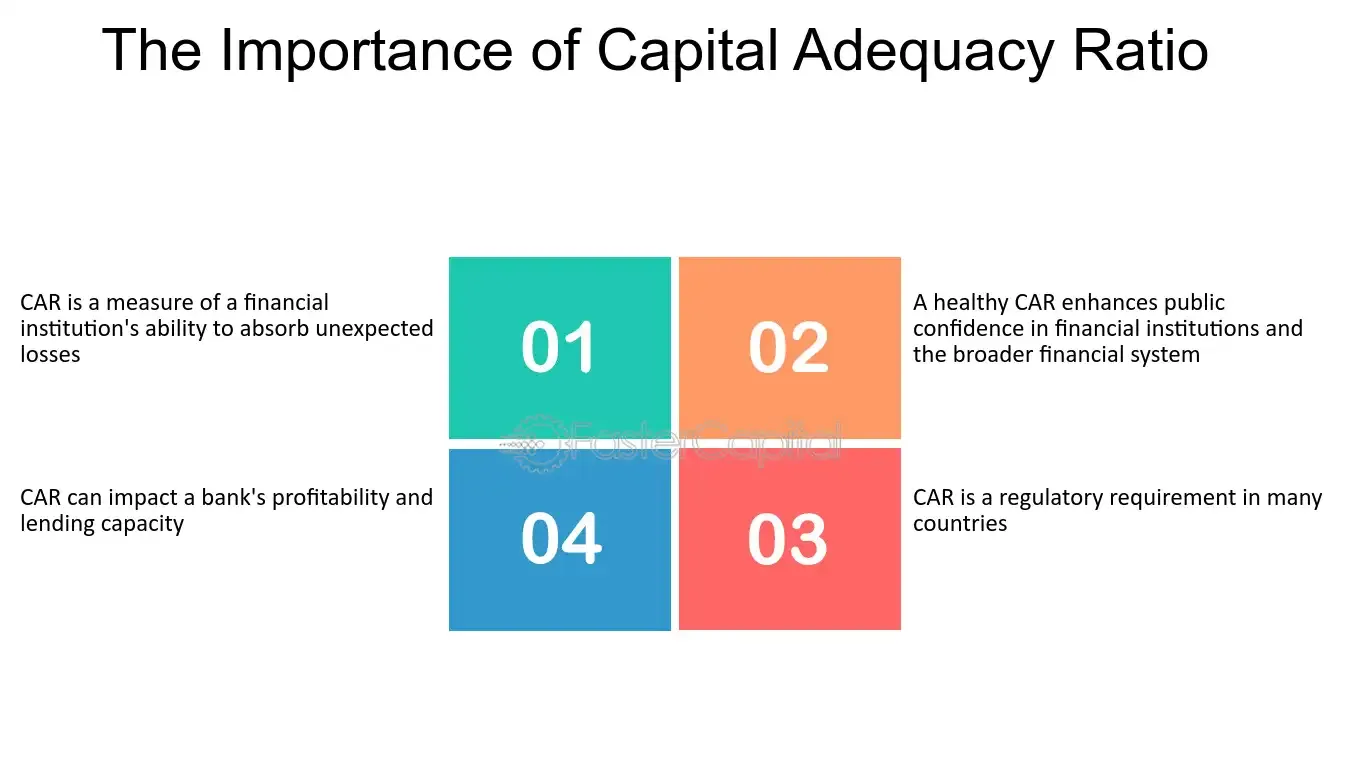 The Importance of Capital Adequacy Ratio
CAR is a measure of a financial
institution's ability to absorb unexpected
losses
01
02
A healthy CAR enhances public
confidence in financial institutions and
the broader financial system
FasterCapital
CAR can impact a bank's profitability and
lending capacity
04
03
CAR is a regulatory requirement in many
countries